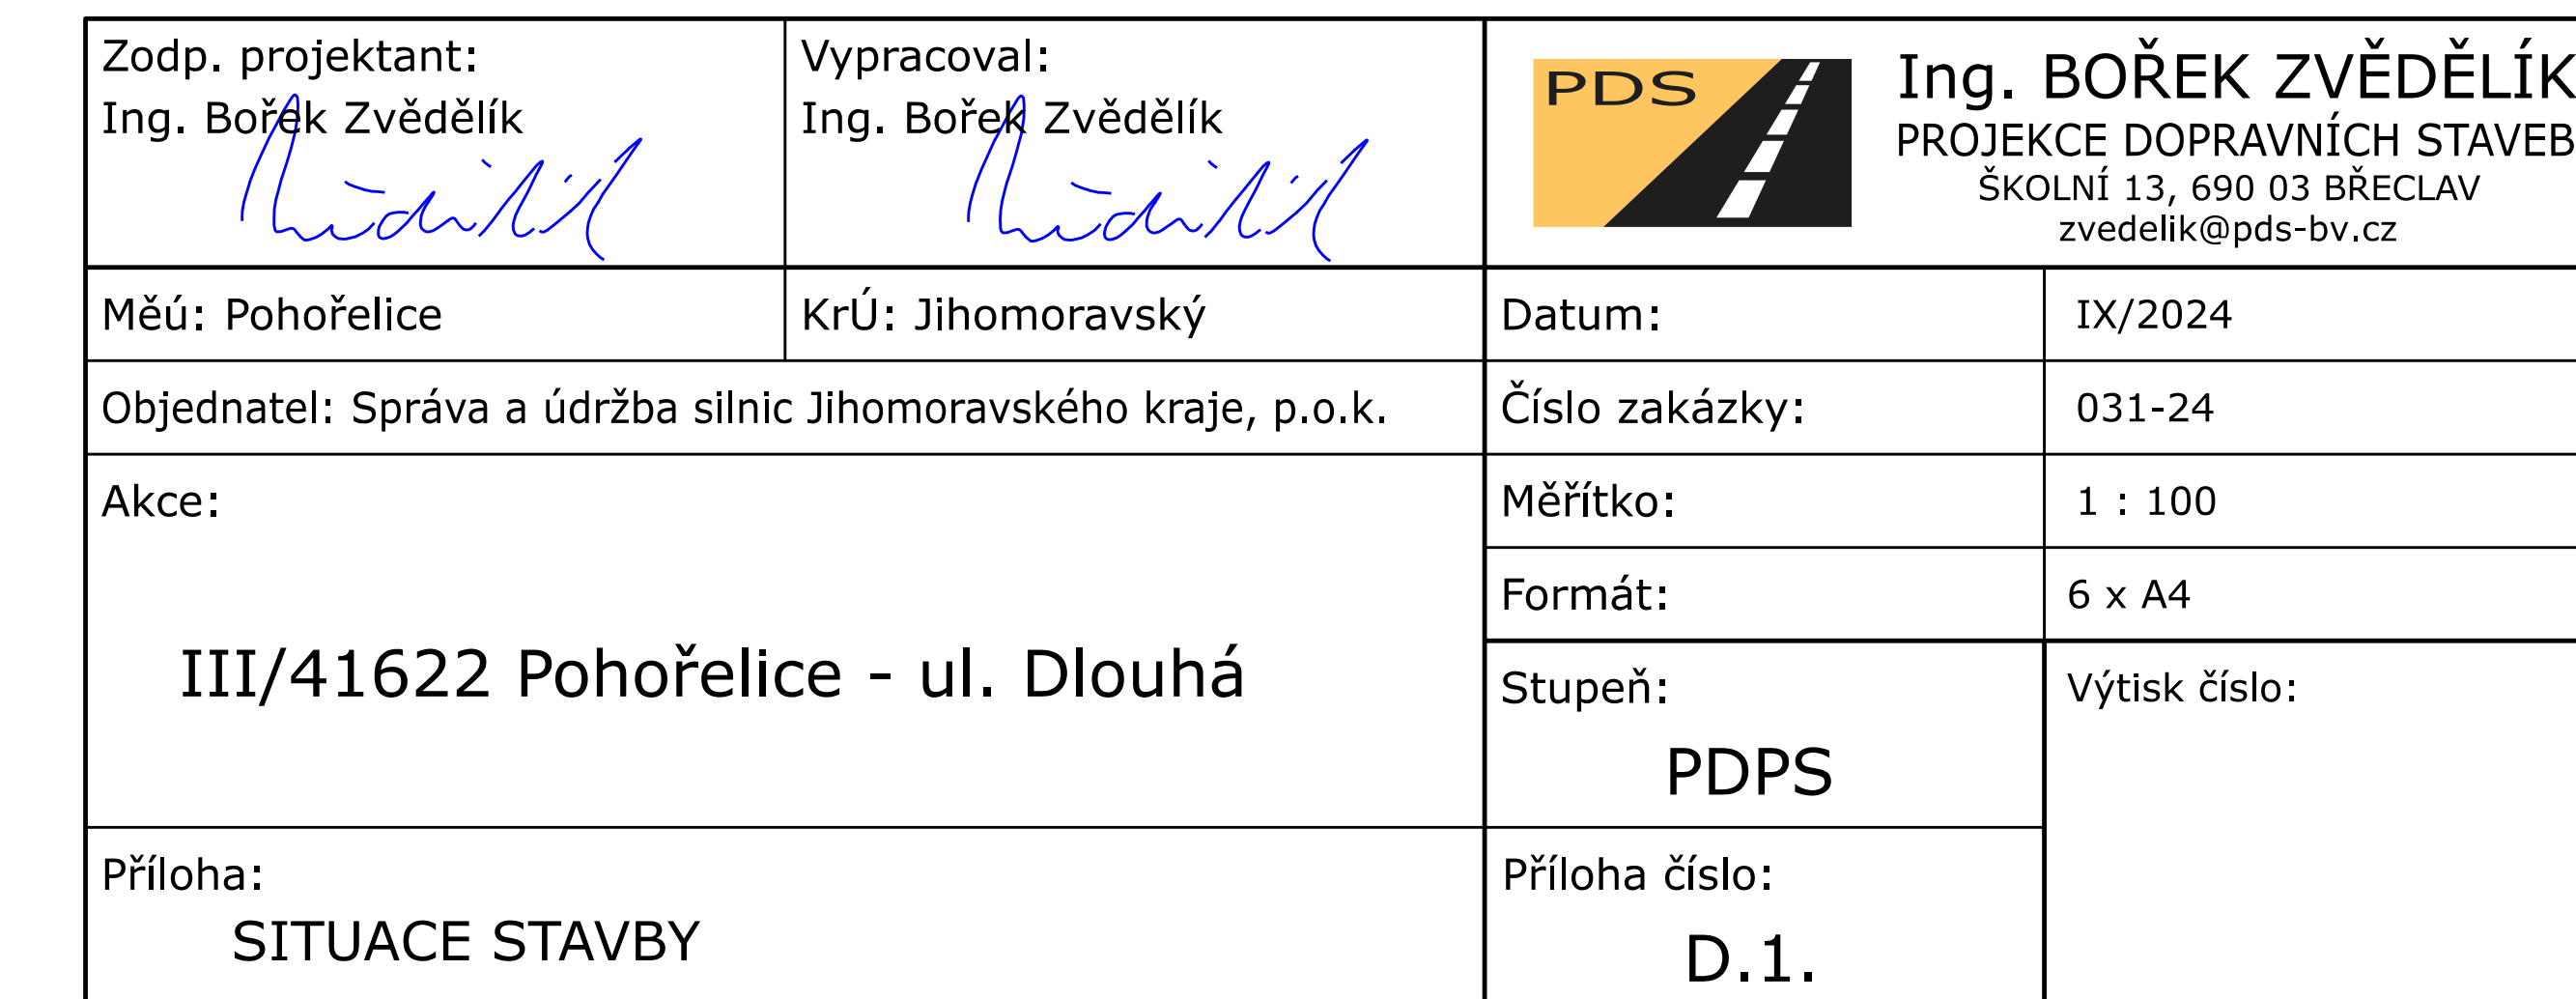 Zodp. projektant:
Ing. Bořek Zvědělík
Vypracoval:
Ing. Bořek Zvědělík
PDS
Ing. BOŘEK ZVĚDĚLÍK
PROJEKCE DOPRAVNÍCH STAVEB
ŠKOLNÍ 13, 690 03 BŘECLAV
zvedelik@pds-bv.cz
Měú: Pohořelice
KrÚ: Jihomoravský
Datum:
IX/2024
Objednatel: Správa a údržba silnic Jihomoravského kraje, p.o.k.
Číslo zakázky:
031-24
Akce:
III/41622 Pohořelice - ul. Dlouhá
Měřítko:
1 : 100
Formát:
6 x A4
Stupeň:
PDPS
Výtisk číslo:
Příloha:
SITUACE STAVBY
Příloha číslo:
D.1.